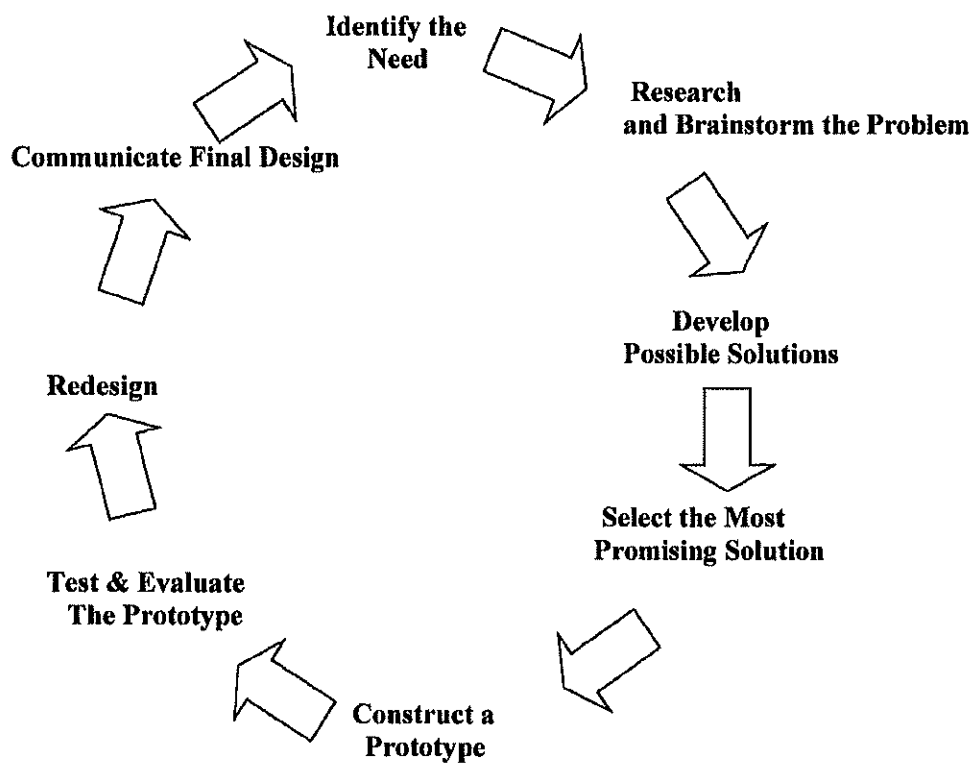 Identify the
Need
Research
and Brainstorm the Problem
Develop
Possible Solutions
Select the Most
Promising Solution
Construct a
Prototype
Test & Evaluate
The Prototype
Redesign
Communicate Final Design